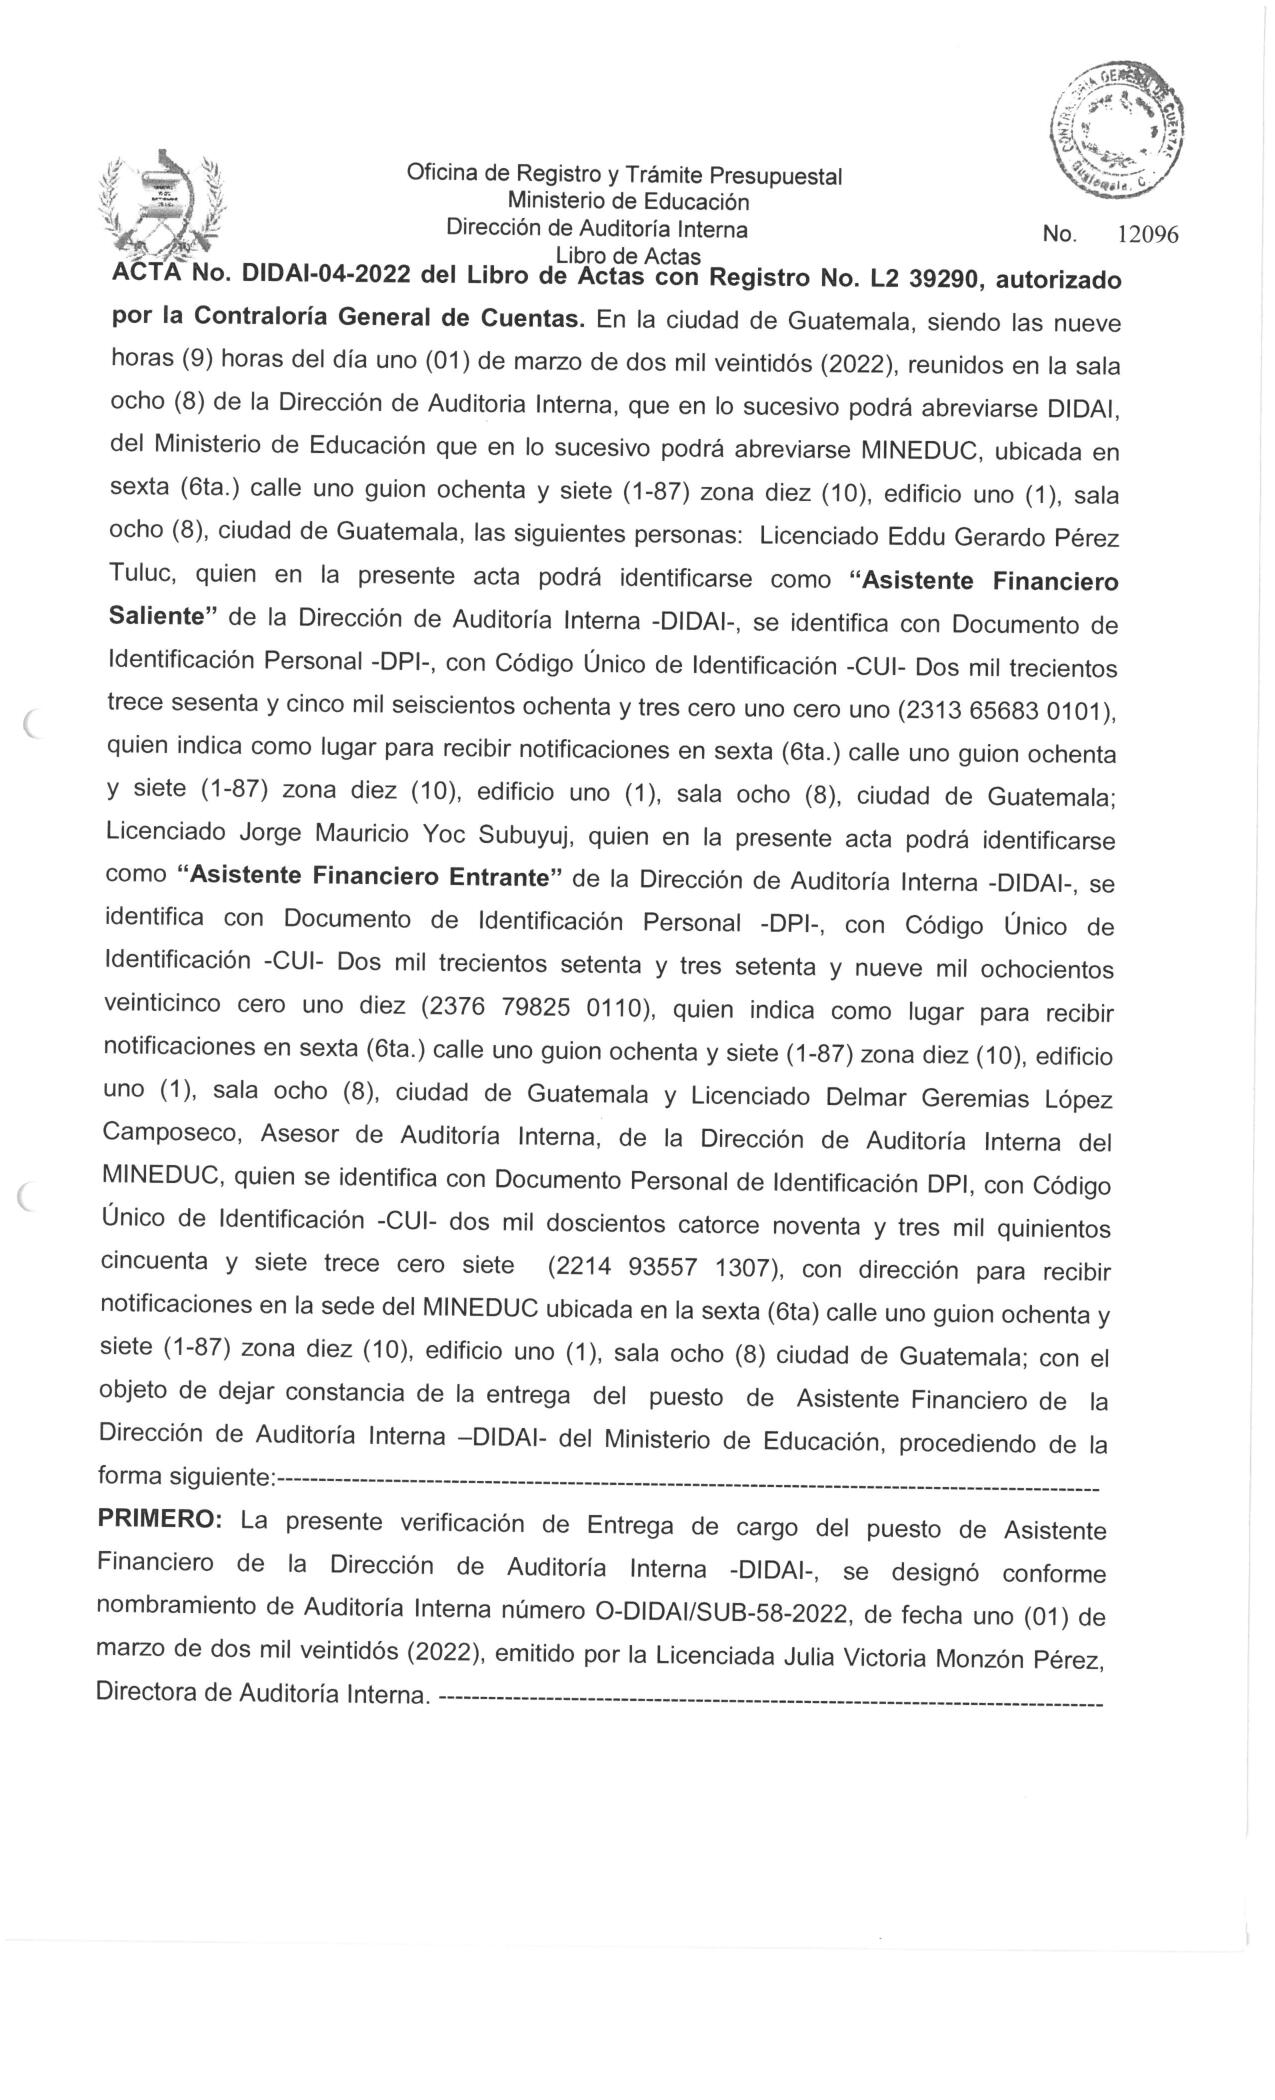 CONTRALORIA GENERAL DE CUENTAS
Guatemala, C.
Oficina de Registro y Trámite Presupuestal
Ministerio de Educación
Dirección de Auditoría Interna
Libro de Actas
No. 12096
ACTA No. DIDAI-04-2022 del Libro de Actas con Registro No. L2 39290, autorizado
por la Contraloría General de Cuentas. En la ciudad de Guatemala, siendo las nueve
horas (9) horas del día uno (01) de marzo de dos mil veintidós (2022), reunidos en la sala
ocho (8) de la Dirección de Auditoria Interna, que en lo sucesivo podrá abreviarse DIDAI,
del Ministerio de Educación que en lo sucesivo podrá abreviarse MINEDUC, ubicada en
sexta (6ta.) calle uno guion ochenta y siete (1-87) zona diez (10), edificio uno (1), sala
ocho (8), ciudad de Guatemala, las siguientes personas: Licenciado Eddu Gerardo Pérez
Tuluc, quien en la presente acta podrá identificarse como “Asistente Financiero
Saliente” de la Dirección de Auditoría Interna -DIDAI-, se identifica con Documento de
Identificación Personal -DPI-, con Código Único de Identificación -CUI- Dos mil trecientos
trece sesenta y cinco mil seiscientos ochenta y tres cero uno cero uno (2313 65683 0101),
quien indica como lugar para recibir notificaciones en sexta (6ta.) calle uno guion ochenta
y siete (1-87) zona diez (10), edificio uno (1), sala ocho (8), ciudad de Guatemala;
Licenciado Jorge Mauricio Yoc Subuyuj, quien en la presente acta podrá identificarse
como “Asistente Financiero Entrante” de la Dirección de Auditoría Interna -DIDAI-, se
identifica con Documento de Identificación Personal -DPI-, con Código Único de
Identificación -CUI- Dos mil trecientos setenta y tres setenta y nueve mil ochocientos
veinticinco cero uno diez (2376 79825 0110), quien indica como lugar para recibir
notificaciones en sexta (6ta.) calle uno guion ochenta y siete (1-87) zona diez (10), edificio
uno (1), sala ocho (8), ciudad de Guatemala y Licenciado Delmar Geremias López
Camposeco, Asesor de Auditoría Interna, de la Dirección de Auditoría Interna del
MINEDUC, quien se identifica con Documento Personal de Identificación DPI, con Código
Único de Identificación -CUI- dos mil doscientos catorce noventa y tres mil quinientos
cincuenta y siete trece cero siete (2214 93557 1307), con dirección para recibir
notificaciones en la sede del MINEDUC ubicada en la sexta (6ta) calle uno guion ochenta y
siete (1-87) zona diez (10), edificio uno (1), sala ocho (8) ciudad de Guatemala; con el
objeto de dejar constancia de la entrega del puesto de Asistente Financiero de la
Dirección de Auditoría Interna –DIDAI- del Ministerio de Educación, procediendo de la
forma siguiente:----------------------------------------------------------------------------------------------------
PRIMERO: La presente verificación de Entrega de cargo del puesto de Asistente
Financiero de la Dirección de Auditoría Interna -DIDAI-, se designó conforme
nombramiento de Auditoría Interna número O-DIDAI/SUB-58-2022, de fecha uno (01) de
marzo de dos mil veintidós (2022), emitido por la Licenciada Julia Victoria Monzón Pérez,
Directora de Auditoría Interna. ---------------------------------------------------------------------------------